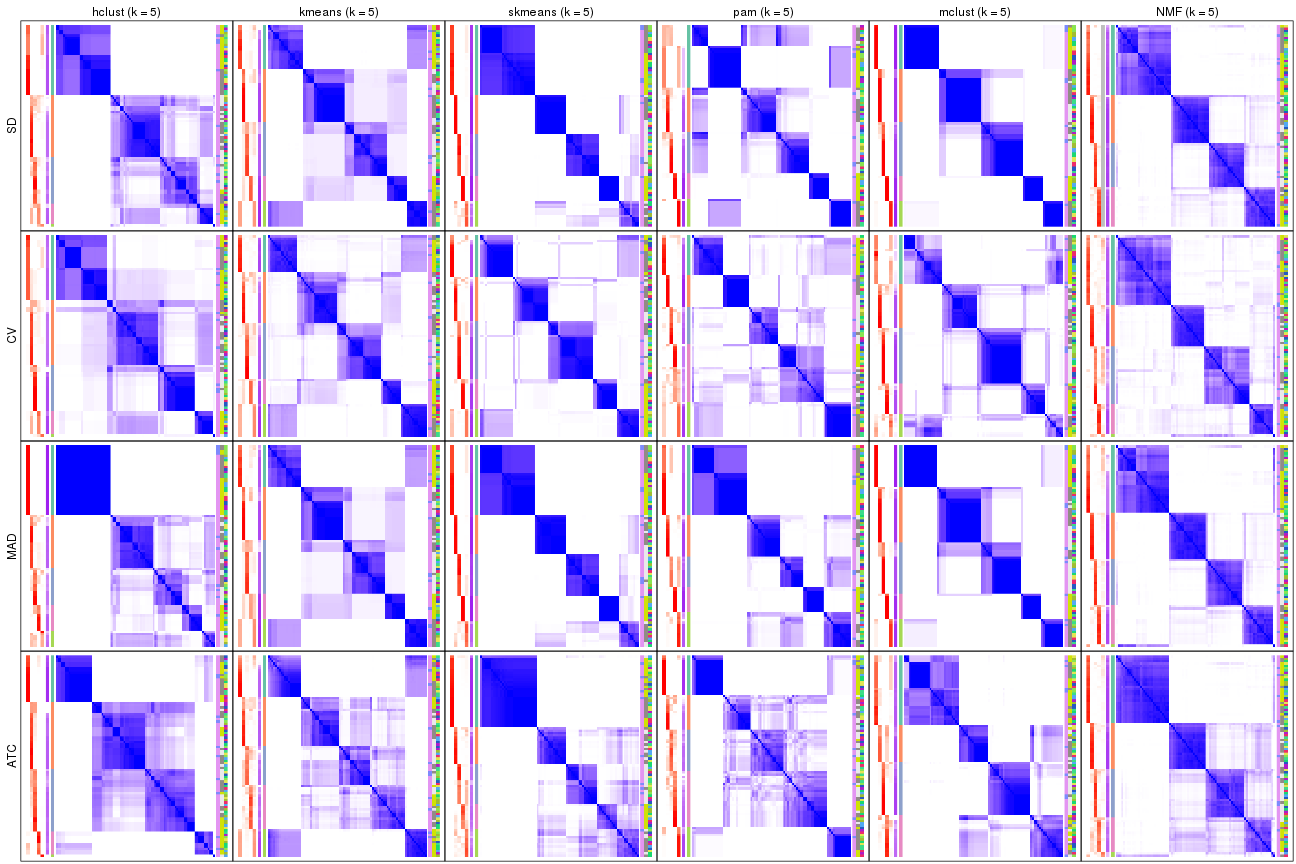 hclust (k = 5) kmeans (k = 5) skmeans (k = 5) pam (k = 5) mclust (k = 5) NMF (k = 5)
SD
CV
MAD
ATC